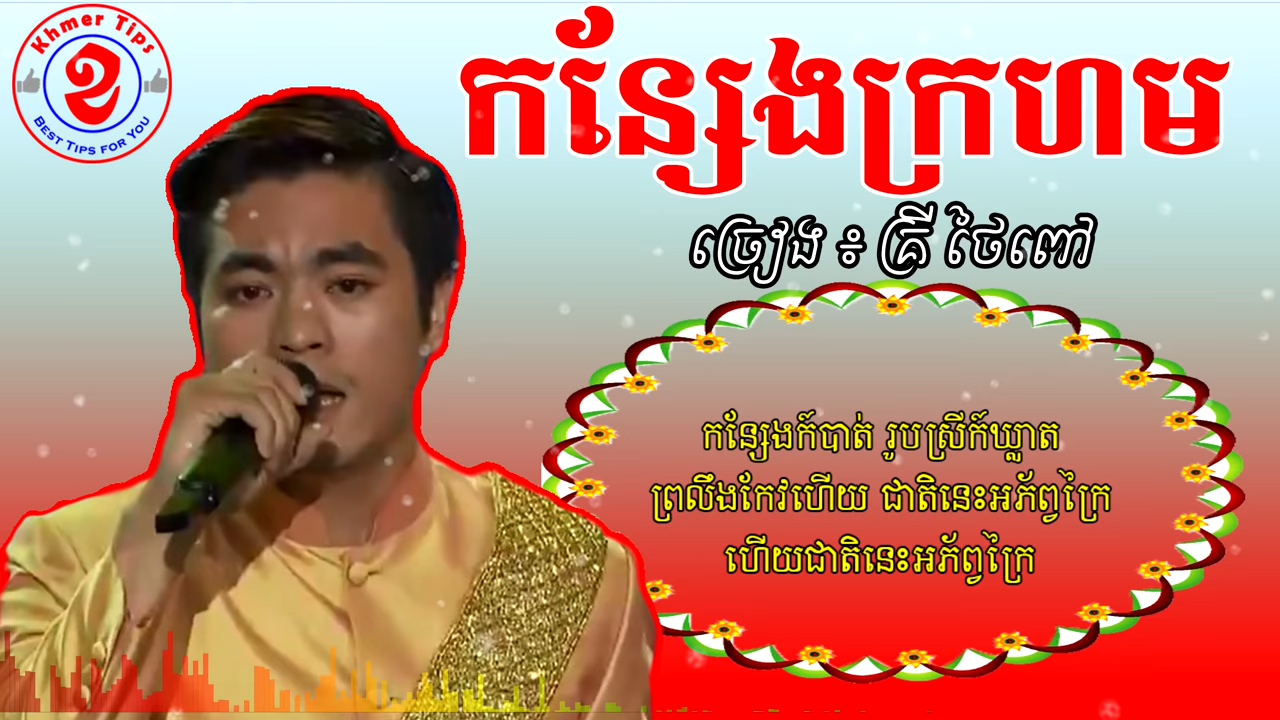 Khmer Tips
ខ
Best Tips for You
កន្សែងក្រហម
ច្រៀង ៖ គ្រី ថៃពៅ
កន្សែងក៍បាត់ រូបស្រីក៍ឃ្លាត
ព្រលឹងកែវហើយ ជាតិនេះអភ័ព្វក្រៃ
ហើយជាតិនេះអភ័ព្វក្រៃ